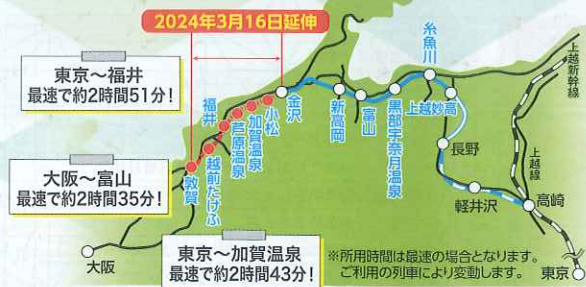 2024年3月16日延伸
東京～福井
最速で約2時間51分！
大阪～富山
最速で約2時間35分！
東京～加賀温泉
最速で約2時間43分！
大阪
敦賀
越前たけふ
福井
芦原温泉
加賀温泉
小松
金沢
新高岡
富山
黒部宇奈月温泉
糸魚川
上越妙高
長野
軽井沢
高崎
東京
上越新幹線
上越線
※所用時間は最速の場合となります。
ご利用の列車により変動します。